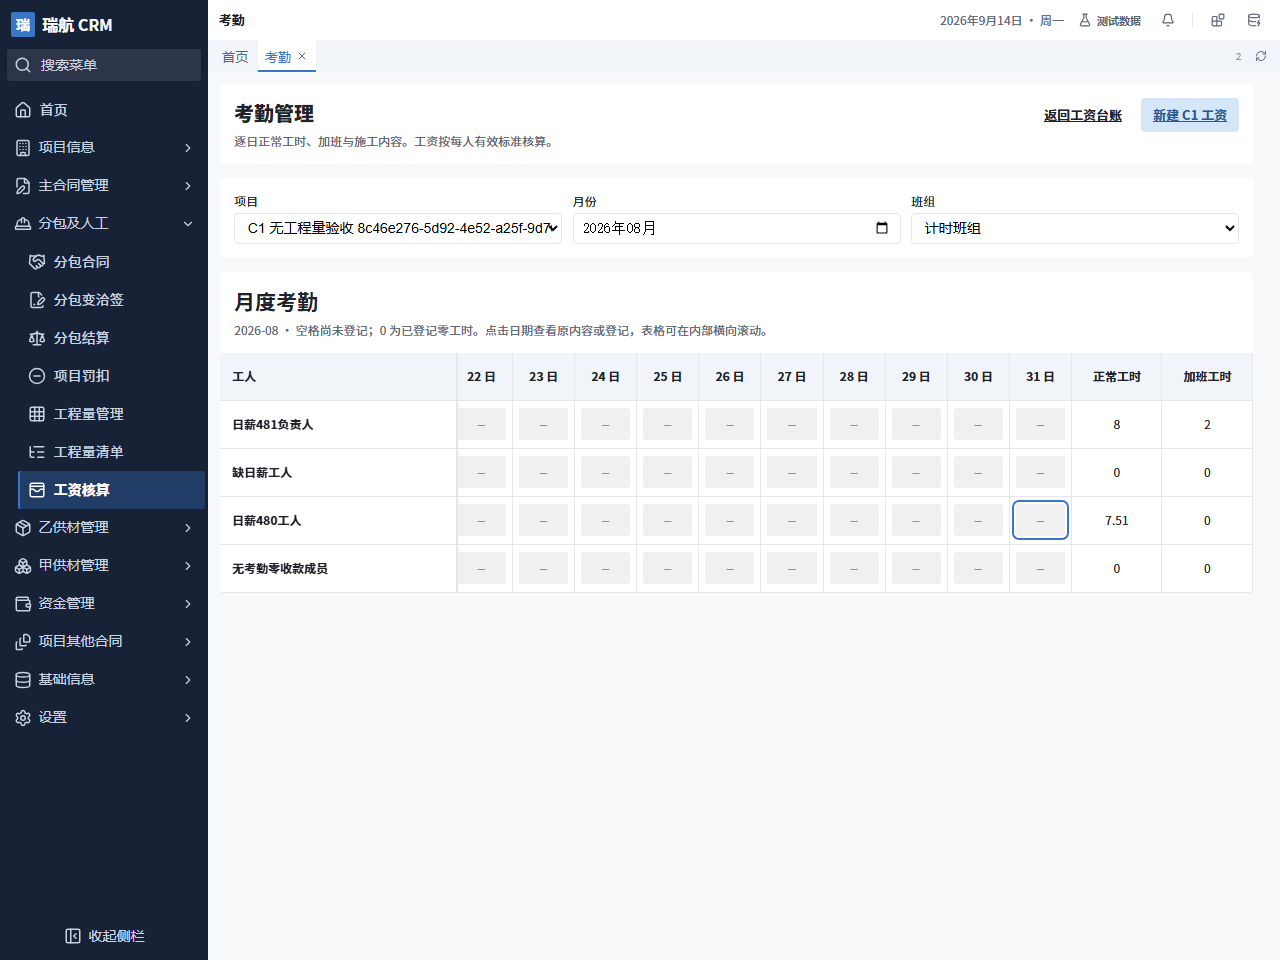 瑞 瑞航 CRM
搜索菜单
首页
项目信息
主合同管理
分包及人工
分包合同
分包变洽签
分包结算
项目罚扣
工程量管理
工程量清单
工资核算
乙供材管理
甲供材管理
资金管理
项目其他合同
基础信息
设置
收起侧栏
考勤
2026年9月14日 · 周一
测试数据
首页
考勤
2
考勤管理
逐日正常工时、加班与施工内容。工资按每人有效标准核算。
返回工资台账
新建 C1 工资
项目
C1 无工程量验收 8c46e276-5d92-4e52-a25f-9d7
月份
2026年08月
班组
计时班组
月度考勤
2026-08 · 空格尚未登记；0 为已登记零工时。点击日期查看原内容或登记，表格可在内部横向滚动。
工人 22 日 23 日 24 日 25 日 26 日 27 日 28 日 29 日 30 日 31 日 正常工时 加班工时
日薪481负责人 — — — — — — — — — — 8 2
缺日薪工人 — — — — — — — — — — 0 0
日薪480工人 — — — — — — — — — — 7.51 0
无考勤零收款成员 — — — — — — — — — — 0 0